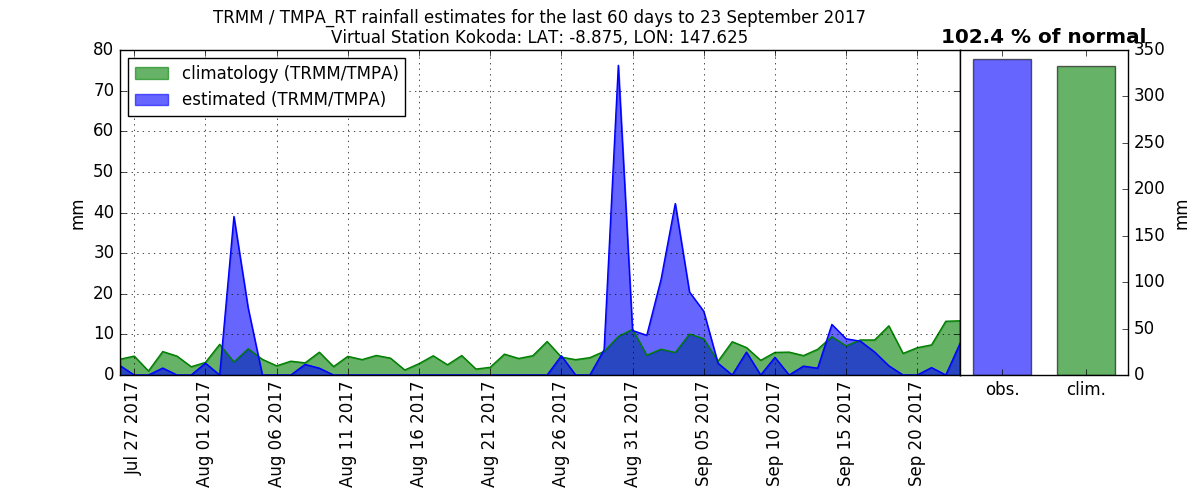 TRMM / TMPA_RT rainfall estimates for the last 60 days to 23 September 2017
Virtual Station Kokoda: LAT: -8.875, LON: 147.625
102.4 % of normal
climatology (TRMM/TMPA)
estimated (TRMM/TMPA)
80
70
60
50
40
30
20
10
0
mm
350
300
250
200
150
100
50
0
mm
Jul 27 2017
Aug 01 2017
Aug 06 2017
Aug 11 2017
Aug 16 2017
Aug 21 2017
Aug 26 2017
Aug 31 2017
Sep 05 2017
Sep 10 2017
Sep 15 2017
Sep 20 2017
obs.
clim.